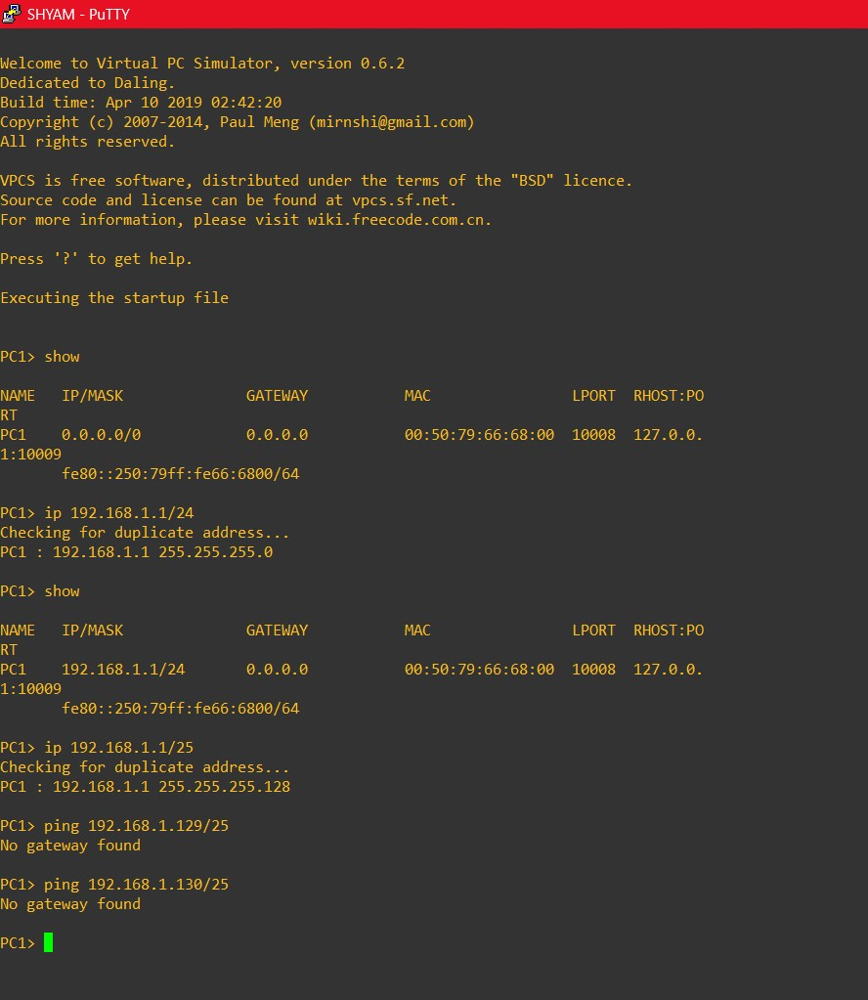 SHYAM - PuTTY
Welcome to Virtual PC Simulator, version 0.6.2
Dedicated to Daling.
Build time: Apr 10 2019 02:42:20
Copyright (c) 2007-2014, Paul Meng (mirnshi@gmail.com)
All rights reserved.
VPCS is free software, distributed under the terms of the "BSD" licence.
Source code and license can be found at vpcs.sf.net.
For more information, please visit wiki.freecode.com.cn.
Press '?' to get help.
Executing the startup file
PC1> show
NAME   IP/MASK              GATEWAY           MAC                LPORT  RHOST:PO
RT
PC1    0.0.0.0/0            0.0.0.0           00:50:79:66:68:00  10008  127.0.0.
1:10009
       fe80::250:79ff:fe66:6800/64
PC1> ip 192.168.1.1/24
Checking for duplicate address...
PC1 : 192.168.1.1 255.255.255.0
PC1> show
NAME   IP/MASK              GATEWAY           MAC                LPORT  RHOST:PO
RT
PC1    192.168.1.1/24       0.0.0.0           00:50:79:66:68:00  10008  127.0.0.
1:10009
       fe80::250:79ff:fe66:6800/64
PC1> ip 192.168.1.1/25
Checking for duplicate address...
PC1 : 192.168.1.1 255.255.255.128
PC1> ping 192.168.1.129/25
No gateway found
PC1> ping 192.168.1.130/25
No gateway found
PC1>